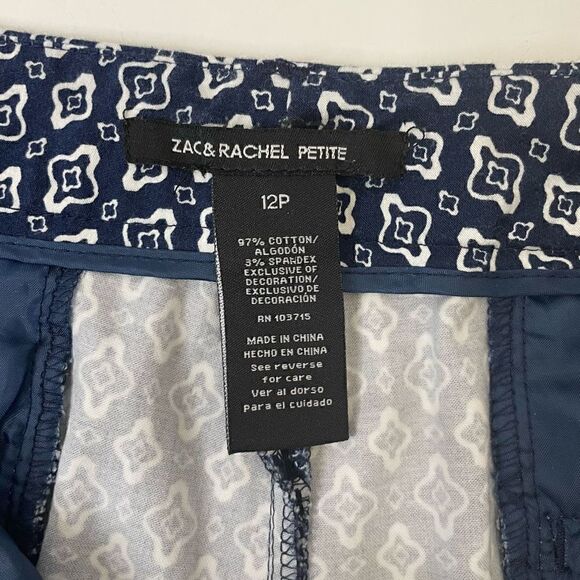 ZAC&RACHEL PETITE
12P
97% COTTON/
ALGODÓN
3% SPANDEX
EXCLUSIVE OF
DECORATION/
EXCLUSIVO DE
DECORACIÓN
RN 103715
MADE IN CHINA
HECHO EN CHINA
See reverse
for care
Ver al dorso
para el cuidado